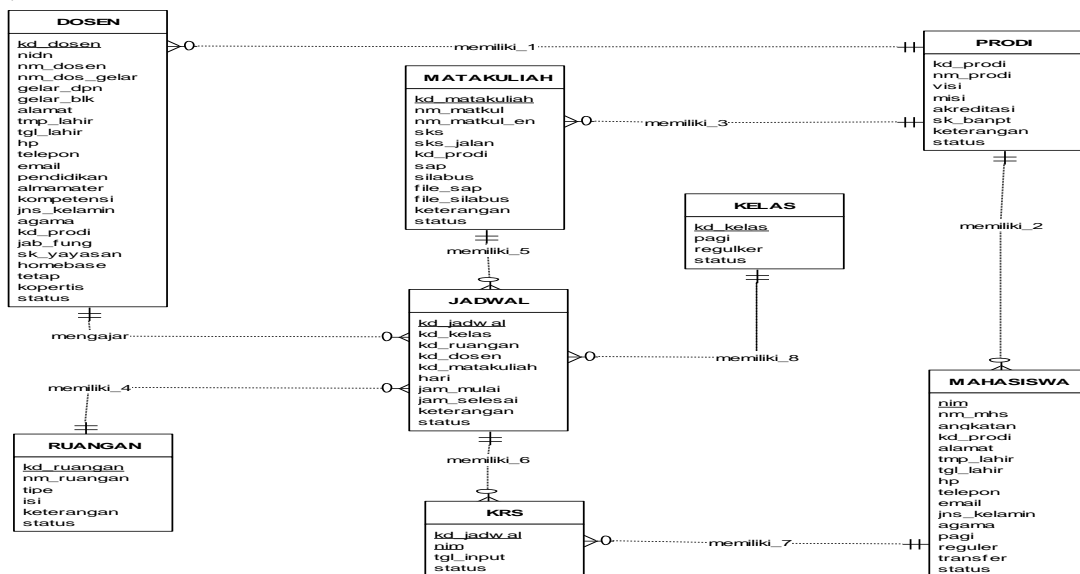 DOSEN
kd_dosen
nidn
nm_dosen
nm_dos_gelar
gelar_dpn
gelar_blk
alamat
tmp_lahir
tgl_lahir
hp
telepon
email
pendidikan
almamater
kompetensi
jns_kelamin
agama
kd_prodi
jab_fung
sk_yayasan
homebase
tetap
kopertis
status
memiliki_1
PRODI
kd_prodi
nm_prodi
visi
misi
akreditasi
sk_banpt
keterangan
status
MATAKULIAH
kd_matakuliah
nm_matkul
nm_matkul_en
sks
sks_jalan
kd_prodi
sap
silabus
file_sap
file_silabus
keterangan
status
memiliki_3
KELAS
kd_kelas
pagi
regulker
status
memiliki_2
memiliki_5
JADWAL
kd_jadwal
kd_kelas
kd_ruangan
kd_dosen
kd_matakuliah
hari
jam_mulai
jam_selesai
keterangan
status
mengajar
memiliki_8
memiliki_4
RUANGAN
kd_ruangan
nm_ruangan
tipe
isi
keterangan
status
MAHASISWA
nim
nm_mhs
angkatan
kd_prodi
alamat
tmp_lahir
tgl_lahir
hp
telepon
email
jns_kelamin
agama
pagi
reguler
transfer
status
memiliki_6
KRS
kd_jadwal
nim
tgl_input
status
memiliki_7